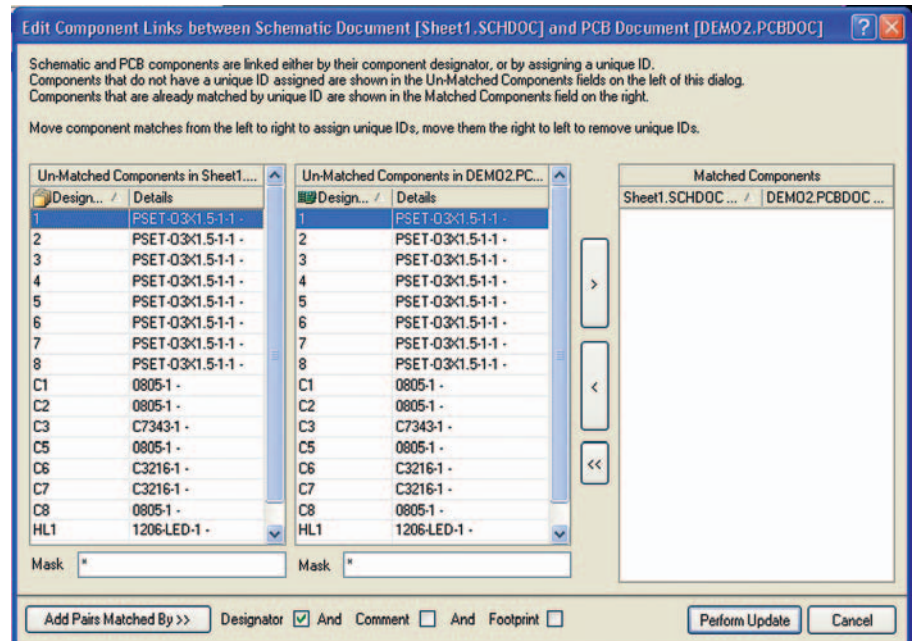 Edit Component Links between Schematic Document [Sheet1.SCHDOC] and PCB Document [DEMO2.PCBDOC]
Schematic and PCB components are linked either by their component designator, or by assigning a unique ID.
Components that do not have a unique ID assigned are shown in the Un-Matched Components fields on the left of this dialog.
Components that are already matched by unique ID are shown in the Matched Components field on the right.
Move component matches from the left to right to assign unique IDs, move them the right to left to remove unique IDs.
Un-Matched Components in Sheet1.... Un-Matched Components in DEMO2.PC... Matched Components
Design... Details Design... Details Sheet1.SCHDOC ... DEMO2.PCBDOC ...
1 PSET-03X1.5-1-1 - 1 PSET-03X1.5-1-1 -
2 PSET-03X1.5-1-1 - 2 PSET-03X1.5-1-1 -
3 PSET-03X1.5-1-1 - 3 PSET-03X1.5-1-1 -
4 PSET-03X1.5-1-1 - 4 PSET-03X1.5-1-1 -
5 PSET-03X1.5-1-1 - 5 PSET-03X1.5-1-1 -
6 PSET-03X1.5-1-1 - 6 PSET-03X1.5-1-1 -
7 PSET-03X1.5-1-1 - 7 PSET-03X1.5-1-1 -
8 PSET-03X1.5-1-1 - 8 PSET-03X1.5-1-1 -
C1 0805-1 - C1 0805-1 -
C2 0805-1 - C2 0805-1 -
C3 C7343-1 - C3 C7343-1 -
C5 0805-1 - C5 0805-1 -
C6 C3216-1 - C6 C3216-1 -
C7 C3216-1 - C7 C3216-1 -
C8 0805-1 - C8 0805-1 -
HL1 1206-LED-1 - HL1 1206-LED-1 -
>
<
<<
Mask * Mask *
Add Pairs Matched By >> Designator And Comment And Footprint Perform Update Cancel